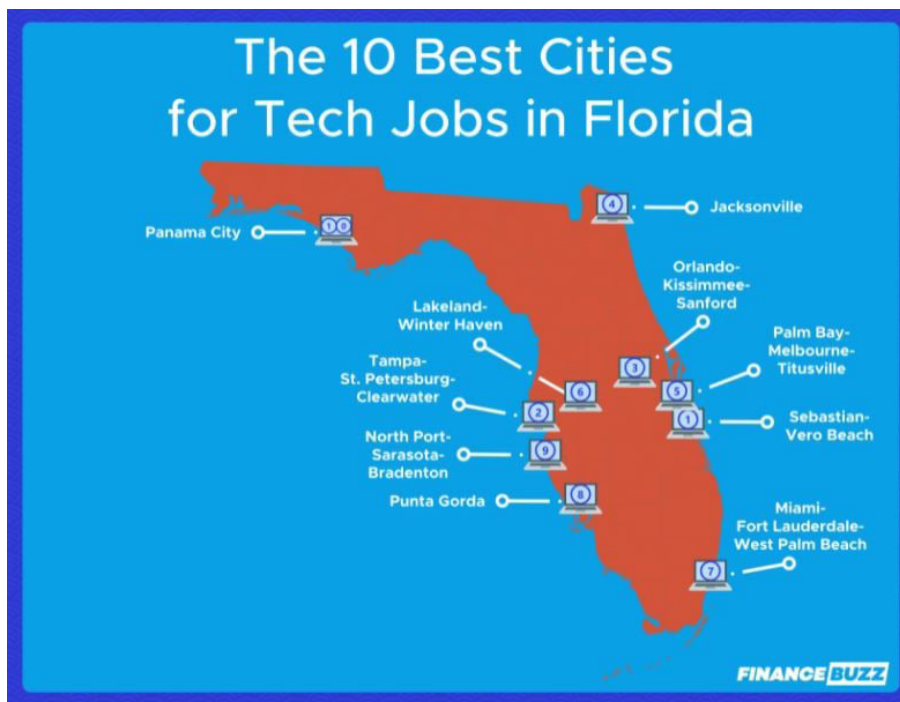 The 10 Best Cities
for Tech Jobs in Florida
4
Jacksonville
Panama City
10
Orlando-
Kissimmee-
Sanford
Lakeland-
Winter Haven
Palm Bay-
Melbourne-
Titusville
Tampa-
St. Petersburg-
Clearwater
3
5
6
2
1
Sebastian-
Vero Beach
North Port-
Sarasota-
Bradenton
9
Punta Gorda
8
Miami-
Fort Lauderdale-
West Palm Beach
7
FINANCEBUZZ